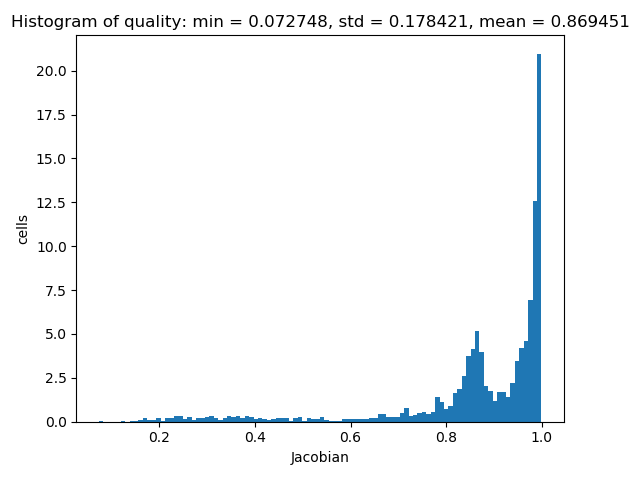 Histogram of quality: min = 0.072748, std = 0.178421, mean = 0.869451
20.0
17.5
15.0
12.5
10.0
7.5
5.0
2.5
0.0
cells
0.2 0.4 0.6 0.8 1.0
Jacobian